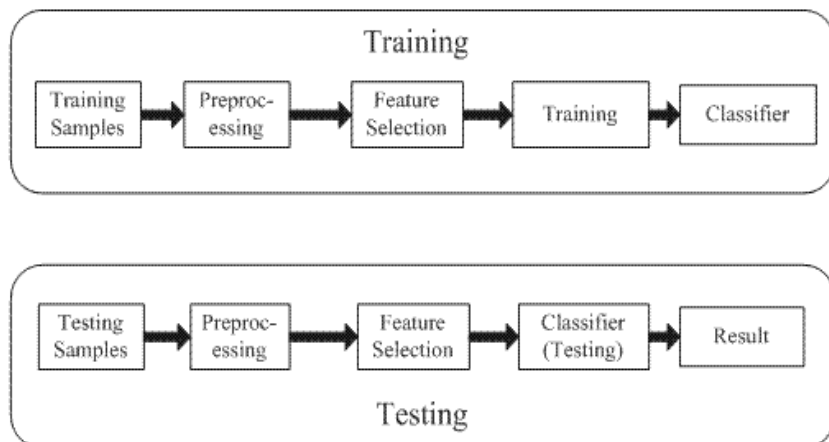 Training
Training
Samples
Preproc-
essing
Feature
Selection
Training
Classifier
Testing
Samples
Preproc-
essing
Feature
Selection
Classifier
(Testing)
Result
Testing